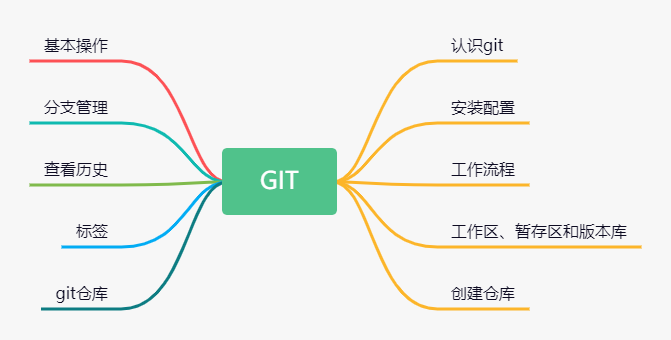 基本操作
分支管理
查看历史
标签
git仓库
GIT
认识git
安装配置
工作流程
工作区、暂存区和版本库
创建仓库